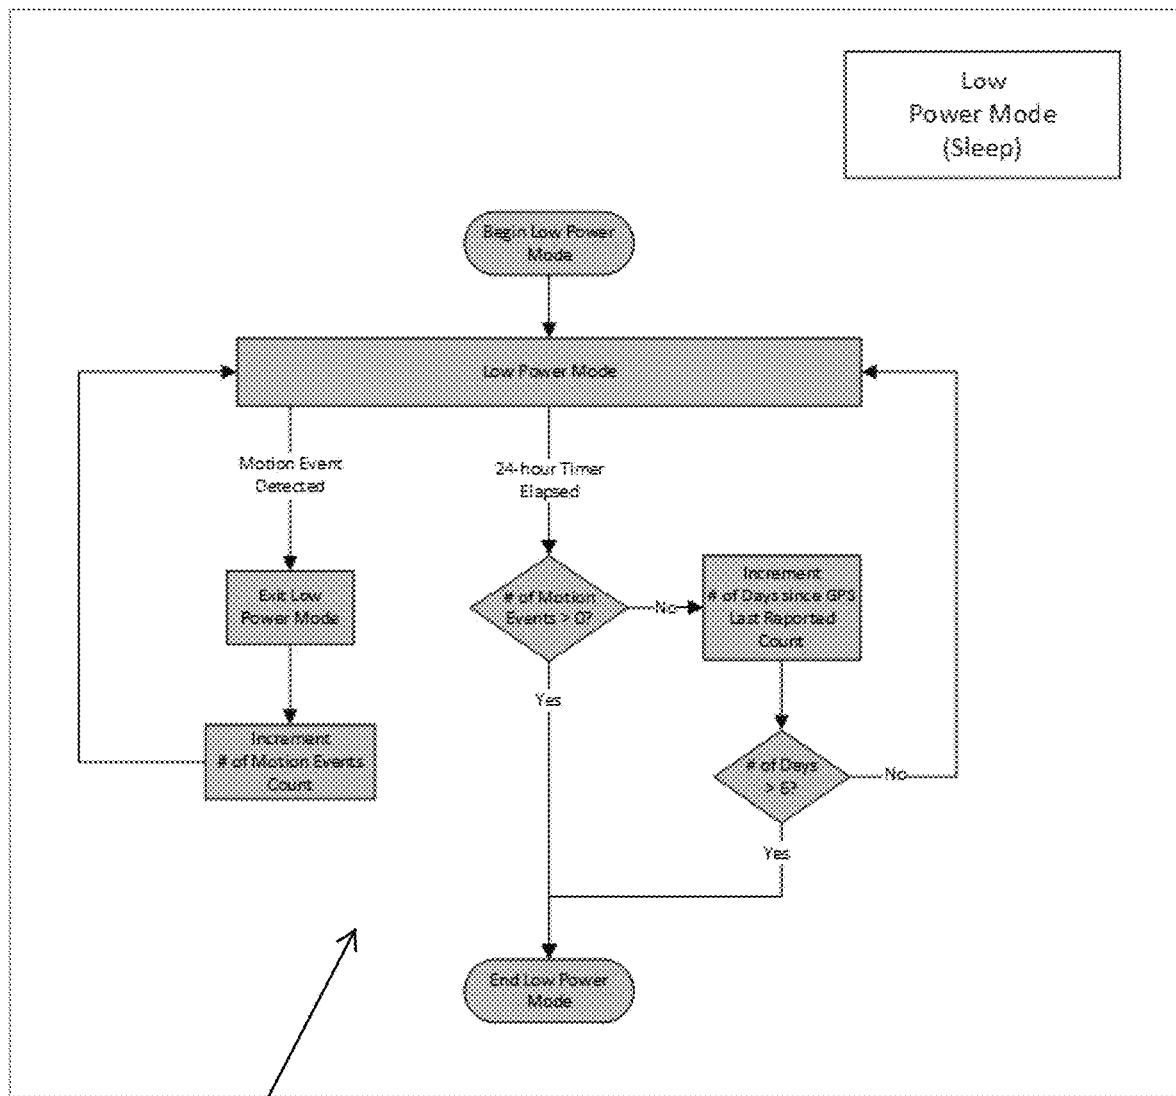 Low
Power Mode
(Sleep)
Begin Low Power
Mode
Low Power Mode
Motion Event
Detected
24-hour Timer
Elapsed
Exit Low
Power Mode
# of Motion
Events > 0?
No
Increment
# of Days since GPS
Last Reported
Count
Yes
Increment
# of Motion Events
Count
# of Days
> 6?
No
Yes
End Low Power
Mode